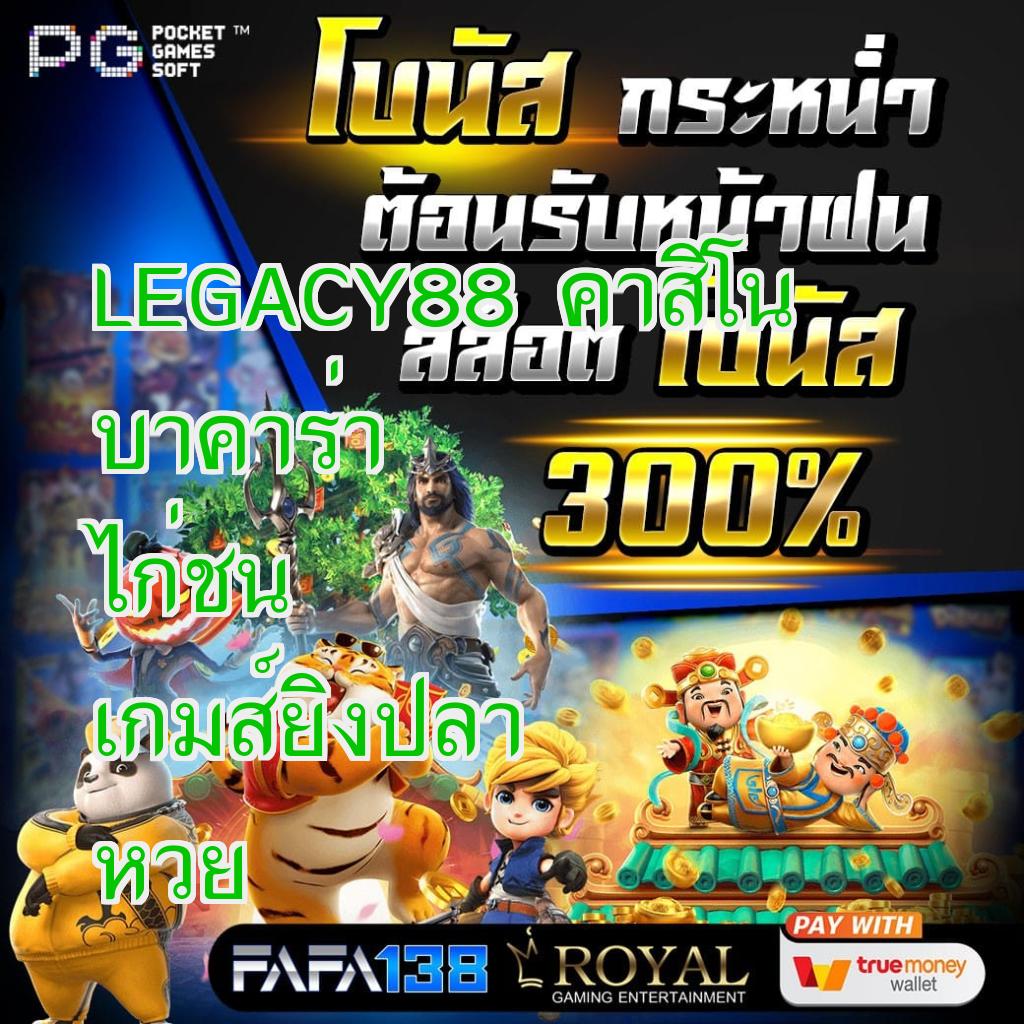 PG POCKET GAMES SOFT™
โบนัส กระหน่ำ
ต้อนรับหน้าฝน
LEGACY88 คาสิโน
สล็อต โบนัส
บาคาร่า
300%
ไก่ชน
เกมส์ยิงปลา
หวย
FAFA138
ROYAL
GAMING ENTERTAINMENT
PAY WITH
truemoney
wallet